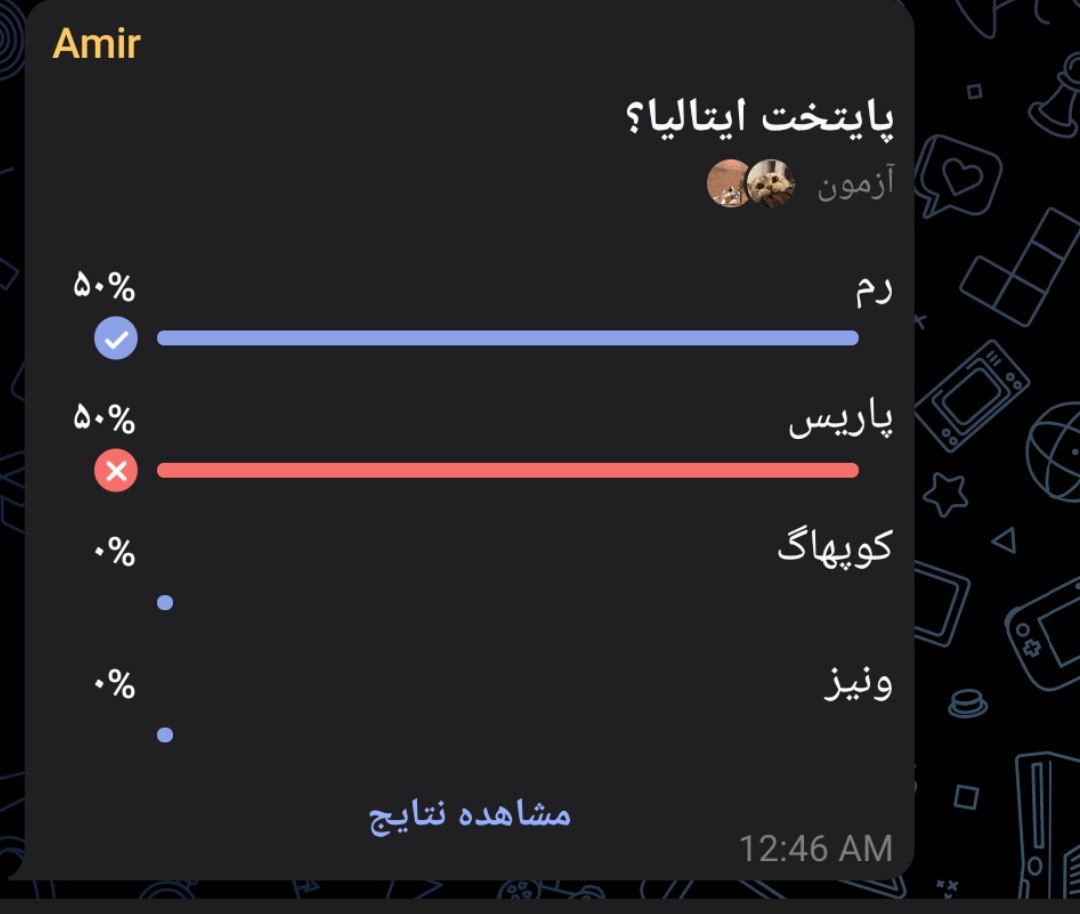 Amir
پایتخت ایتالیا؟
آزمون
رم
۵۰%
پاریس
۵۰%
کوپهاگ
۰%
ونیز
۰%
مشاهده نتایج
12:46 AM